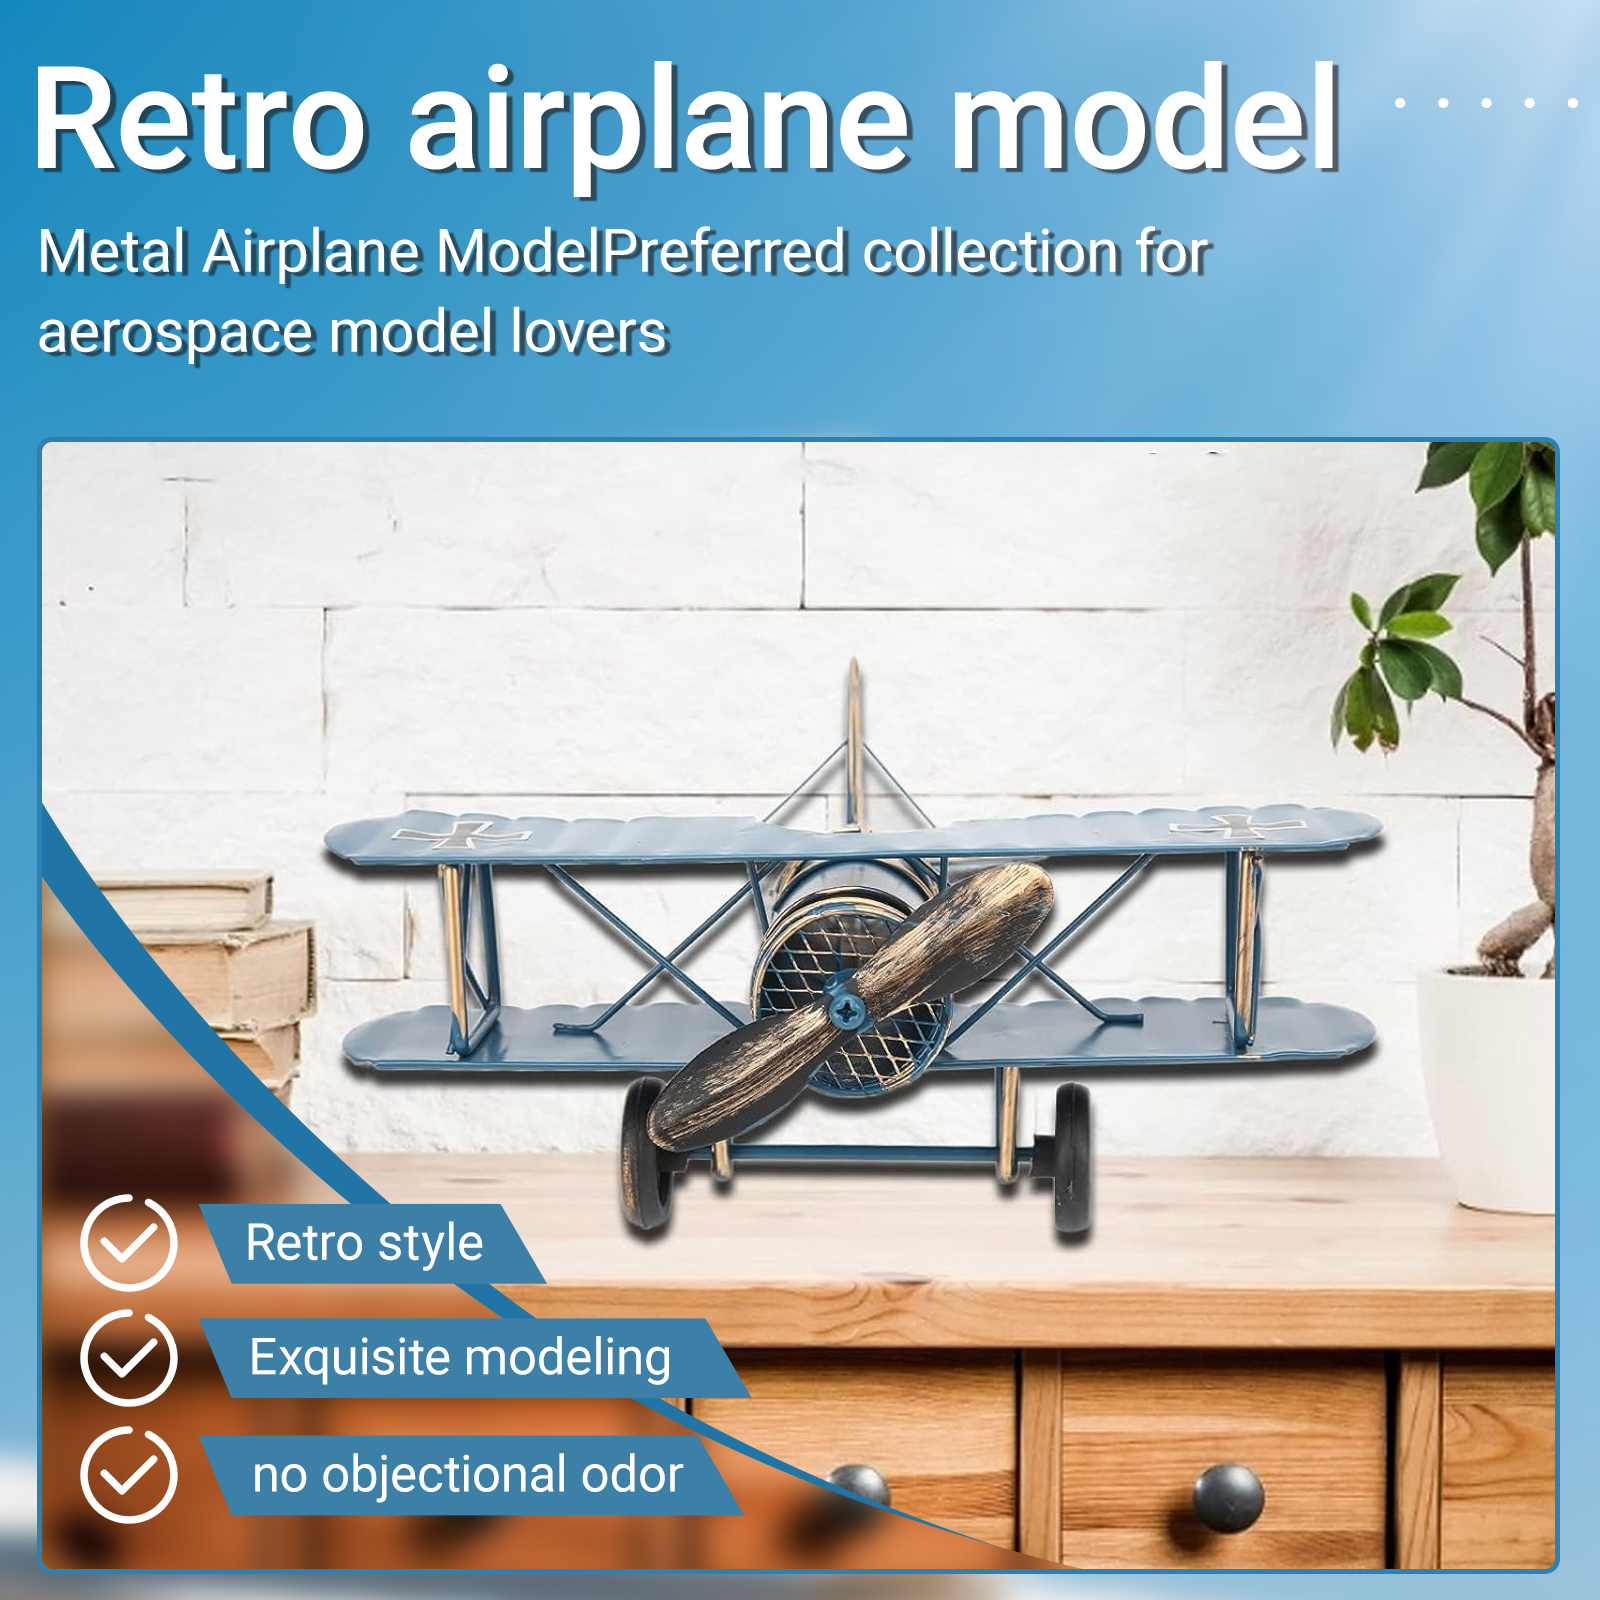 Retro airplane model
Metal Airplane ModelPreferred collection for
aerospace model lovers
Retro style
Exquisite modeling
no objectional odor